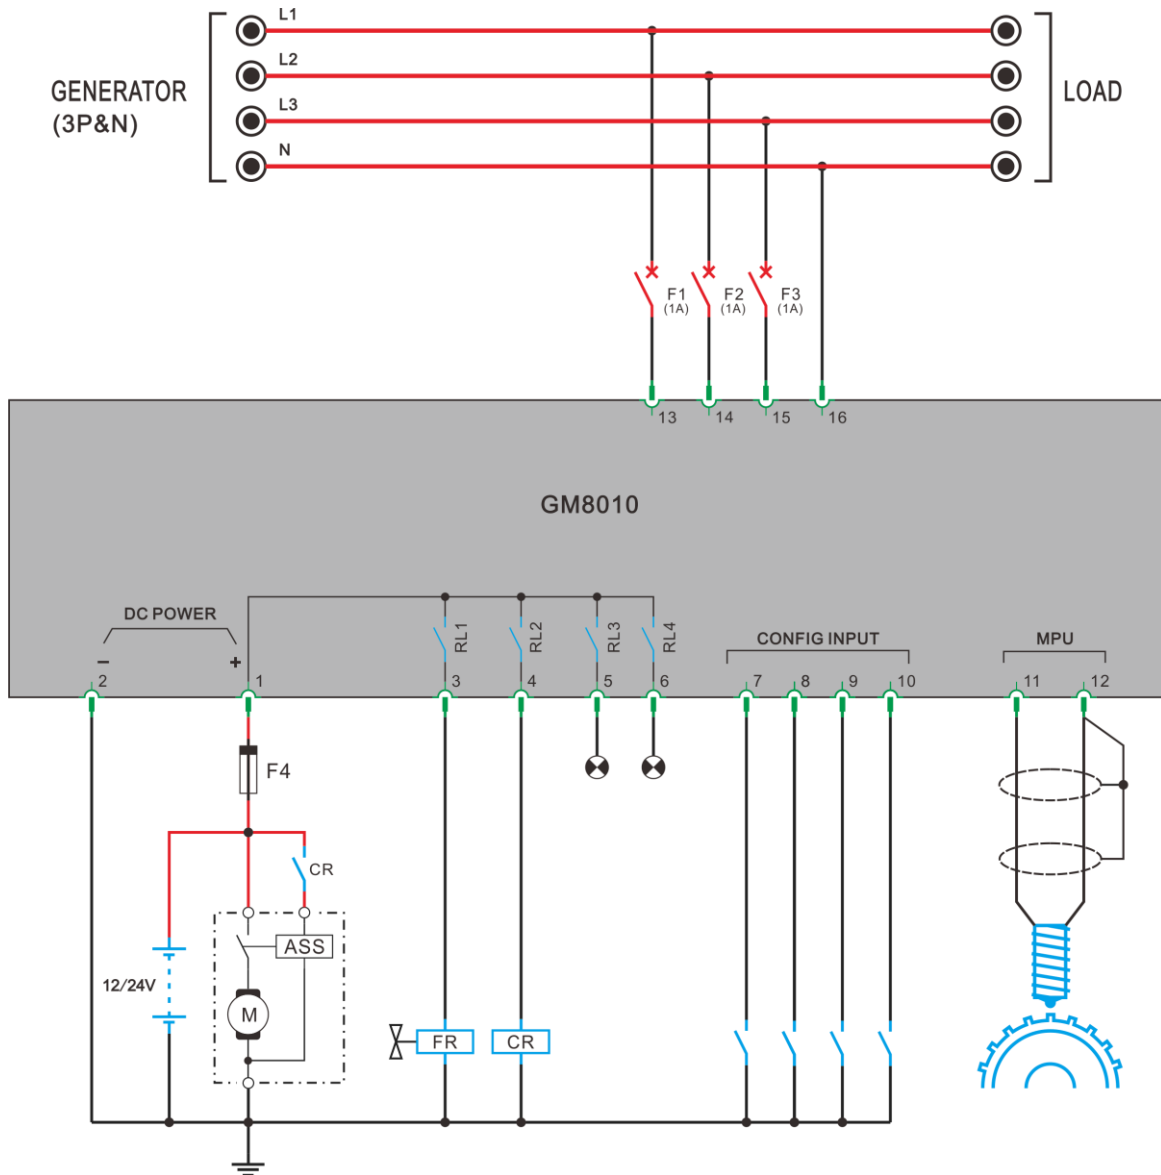 L1
L2
L3
N
GENERATOR
(3P&N)
LOAD
F1
(1A)
F2
(1A)
F3
(1A)
13 14 15 16
GM8010
DC POWER
− +
RL1 RL2 RL3 RL4
CONFIG INPUT
MPU
2 1 3 4 5 6 7 8 9 10 11 12
F4
CR
ASS
12/24V
M
FR
CR